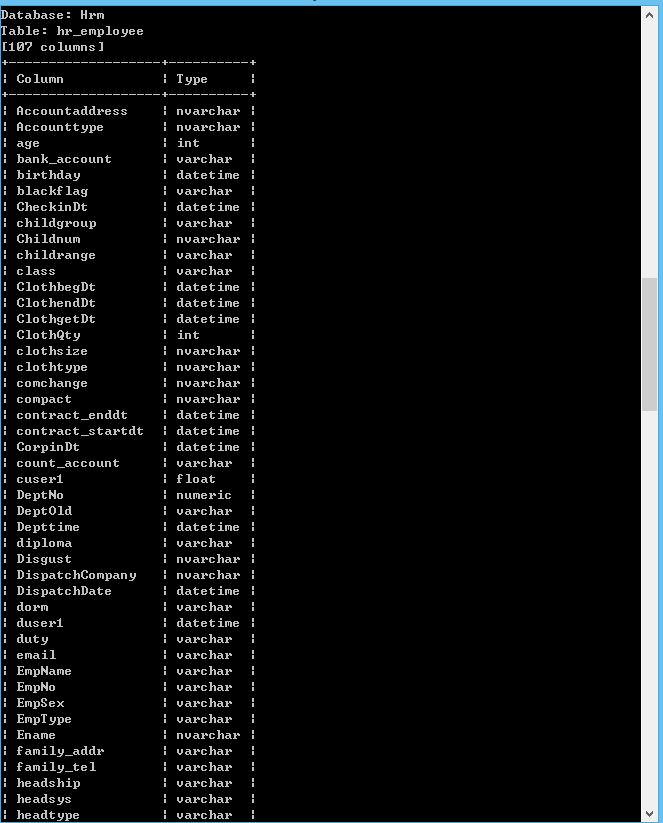 Database: Hrm
Table: hr_employee
[107 columns]
+-------------------+----------+
¦ Column            ¦ Type     ¦
+-------------------+----------+
¦ Accountaddress    ¦ nvarchar ¦
¦ Accounttype       ¦ nvarchar ¦
¦ age               ¦ int      ¦
¦ bank_account      ¦ varchar  ¦
¦ birthday          ¦ datetime ¦
¦ blackflag         ¦ varchar  ¦
¦ CheckinDt         ¦ datetime ¦
¦ childgroup        ¦ varchar  ¦
¦ Childnum          ¦ nvarchar ¦
¦ childrange        ¦ varchar  ¦
¦ class             ¦ varchar  ¦
¦ ClothbegDt        ¦ datetime ¦
¦ ClothendDt        ¦ datetime ¦
¦ ClothgetDt        ¦ datetime ¦
¦ ClothQty          ¦ int      ¦
¦ clothsize         ¦ nvarchar ¦
¦ clothtype         ¦ nvarchar ¦
¦ comchange         ¦ nvarchar ¦
¦ compact           ¦ nvarchar ¦
¦ contract_enddt    ¦ datetime ¦
¦ contract_startdt  ¦ datetime ¦
¦ CorpinDt          ¦ datetime ¦
¦ count_account     ¦ varchar  ¦
¦ cuser1            ¦ float    ¦
¦ DeptNo            ¦ numeric  ¦
¦ DeptOld           ¦ varchar  ¦
¦ Depttime          ¦ datetime ¦
¦ diploma           ¦ varchar  ¦
¦ Disgust           ¦ nvarchar ¦
¦ DispatchCompany   ¦ nvarchar ¦
¦ DispatchDate      ¦ datetime ¦
¦ dorm              ¦ varchar  ¦
¦ duser1            ¦ datetime ¦
¦ duty              ¦ varchar  ¦
¦ email             ¦ varchar  ¦
¦ EmpName           ¦ varchar  ¦
¦ EmpNo             ¦ varchar  ¦
¦ EmpSex            ¦ varchar  ¦
¦ EmpType           ¦ varchar  ¦
¦ Ename             ¦ nvarchar ¦
¦ family_addr       ¦ varchar  ¦
¦ family_tel        ¦ varchar  ¦
¦ headship          ¦ varchar  ¦
¦ headsys           ¦ varchar  ¦
¦ headtype          ¦ varchar  ¦